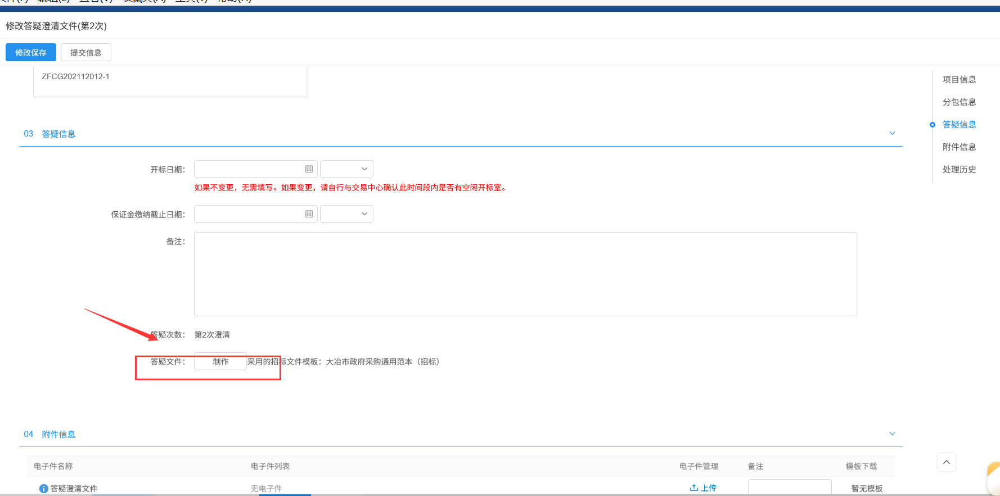 修改答疑澄清文件(第2次)
修改保存 提交信息
ZFCG202112012-1
项目信息
分包信息
答疑信息
附件信息
处理历史
03 答疑信息
开标日期：
如果不变更，无需填写。如果变更，请自行与交易中心确认此时间段内是否有空闲开标室。
保证金缴纳截止日期：
备注：
答疑次数： 第2次澄清
答疑文件： 制作 采用的招标文件模板：大冶市政府采购通用范本（招标）
04 附件信息
电子件名称 电子件列表 电子件管理 备注 模板下载
答疑澄清文件 无电子件 上传 暂无模板